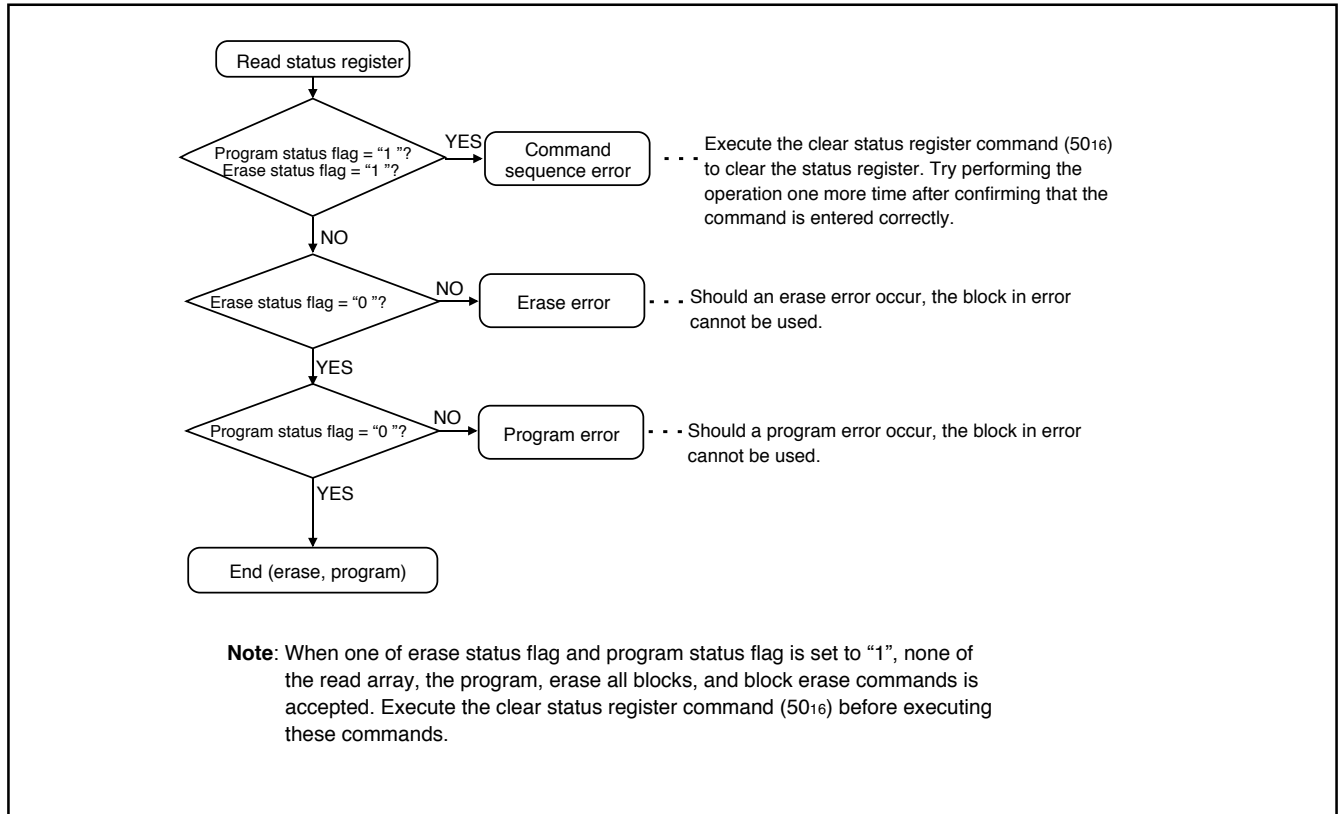 Read status register
Program status flag = “1 ”?
Erase status flag = “1 ”?
YES
Command
sequence error
Execute the clear status register command (5016)
to clear the status register. Try performing the
operation one more time after confirming that the
command is entered correctly.
NO
Erase status flag = “0 ”?
NO
Erase error
Should an erase error occur, the block in error
cannot be used.
YES
Program status flag = “0 ”?
NO
Program error
Should a program error occur, the block in error
cannot be used.
YES
End (erase, program)
Note: When one of erase status flag and program status flag is set to “1”, none of
the read array, the program, erase all blocks, and block erase commands is
accepted. Execute the clear status register command (5016) before executing
these commands.